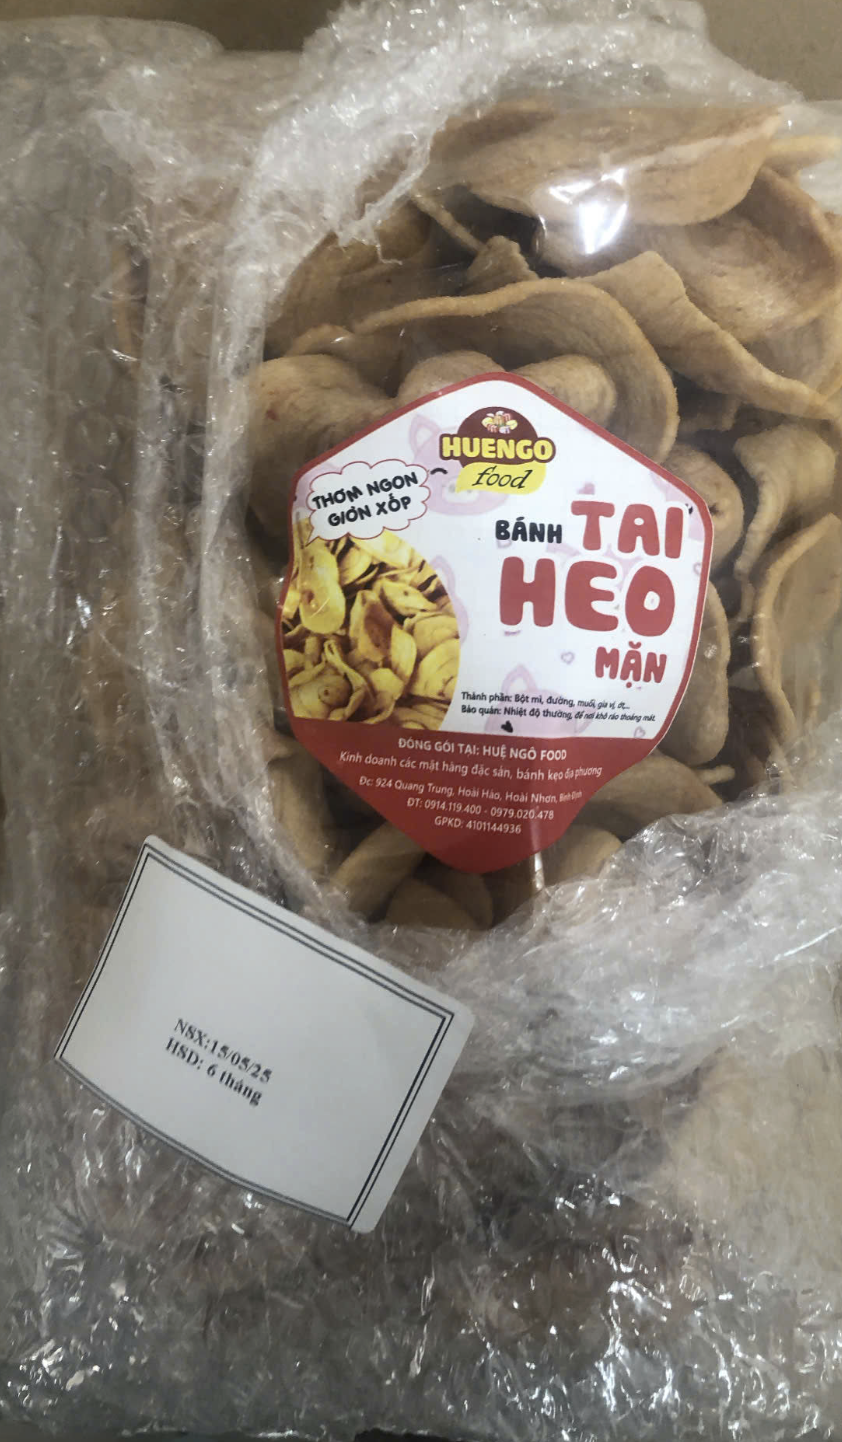 HUENGO
food
THƠM NGON
GIÒN XỐP
BÁNH TAI
HEO
MẶN
Thành phần: Bột mì, đường, muối, gia vị, ớt,...
Bảo quản: Nhiệt độ thường, để nơi khô ráo thoáng mát
ĐÓNG GÓI TẠI: HUỆ NGÔ FOOD
Kinh doanh các mặt hàng đặc sản, bánh kẹo địa phương
Đc: 924 Quang Trung, Hoài Hảo, Hoài Nhơn, Bình Định
ĐT: 0914.119.400 - 0979.020.478
GPKD: 4101144936
NSX:15/05/25
HSD: 6 tháng